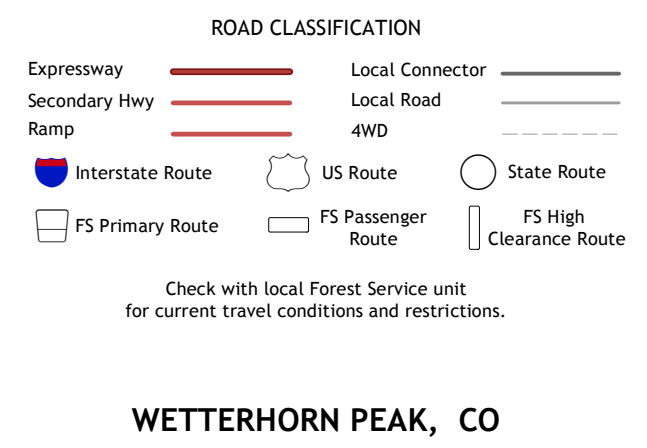 ROAD CLASSIFICATION
Expressway
Local Connector
Secondary Hwy
Local Road
Ramp
4WD
Interstate Route
US Route
State Route
FS Primary Route
FS Passenger
Route
FS High
Clearance Route
Check with local Forest Service unit
for current travel conditions and restrictions.
WETTERHORN PEAK, CO